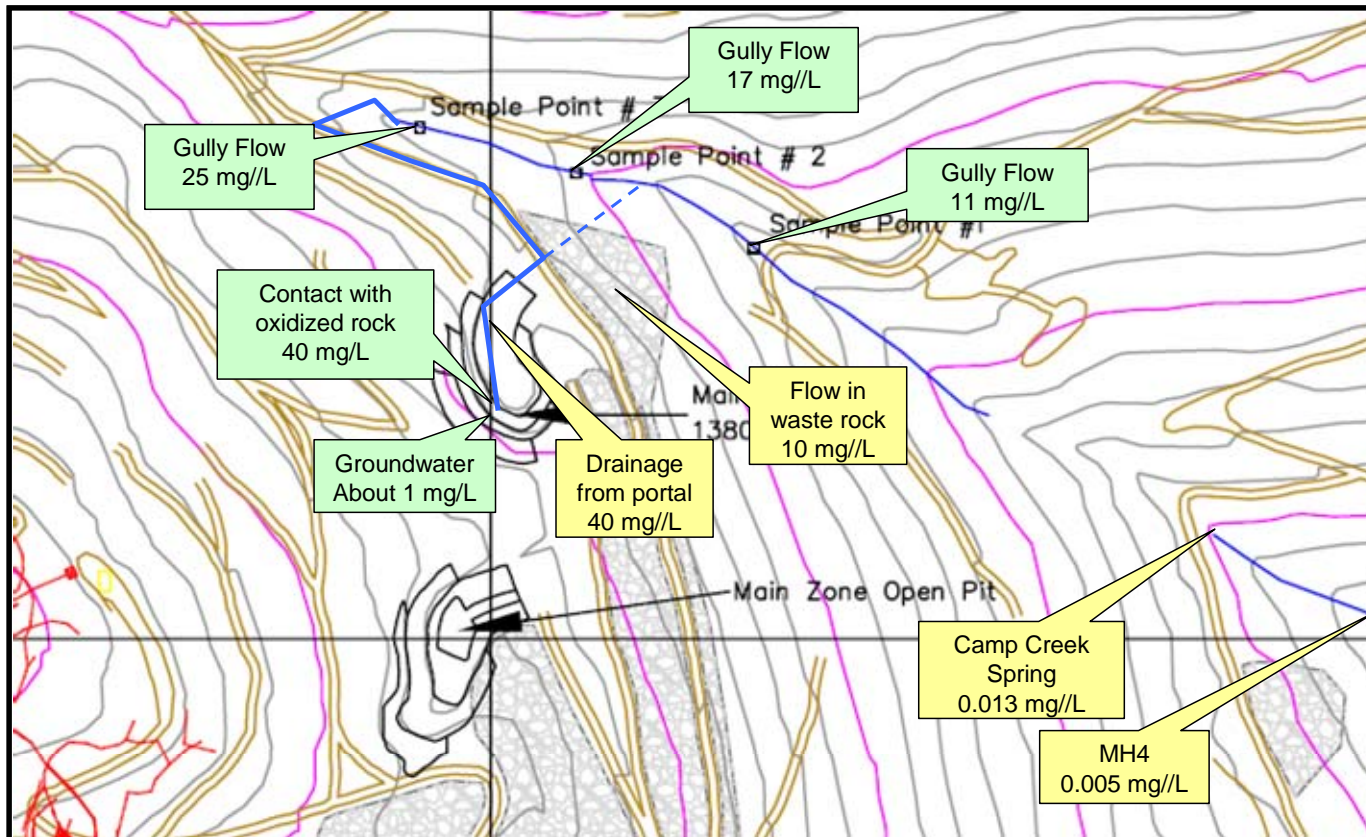 Gully Flow
17 mg//L
Sample Point #
Gully Flow
25 mg//L
Sample Point # 2
Gully Flow
11 mg//L
Sample Point #1
Contact with
oxidized rock
40 mg/L
Flow in
waste rock
10 mg//L
1380
Groundwater
About 1 mg/L
Drainage
from portal
40 mg//L
Main Zone Open Pit
Camp Creek
Spring
0.013 mg//L
MH4
0.005 mg//L